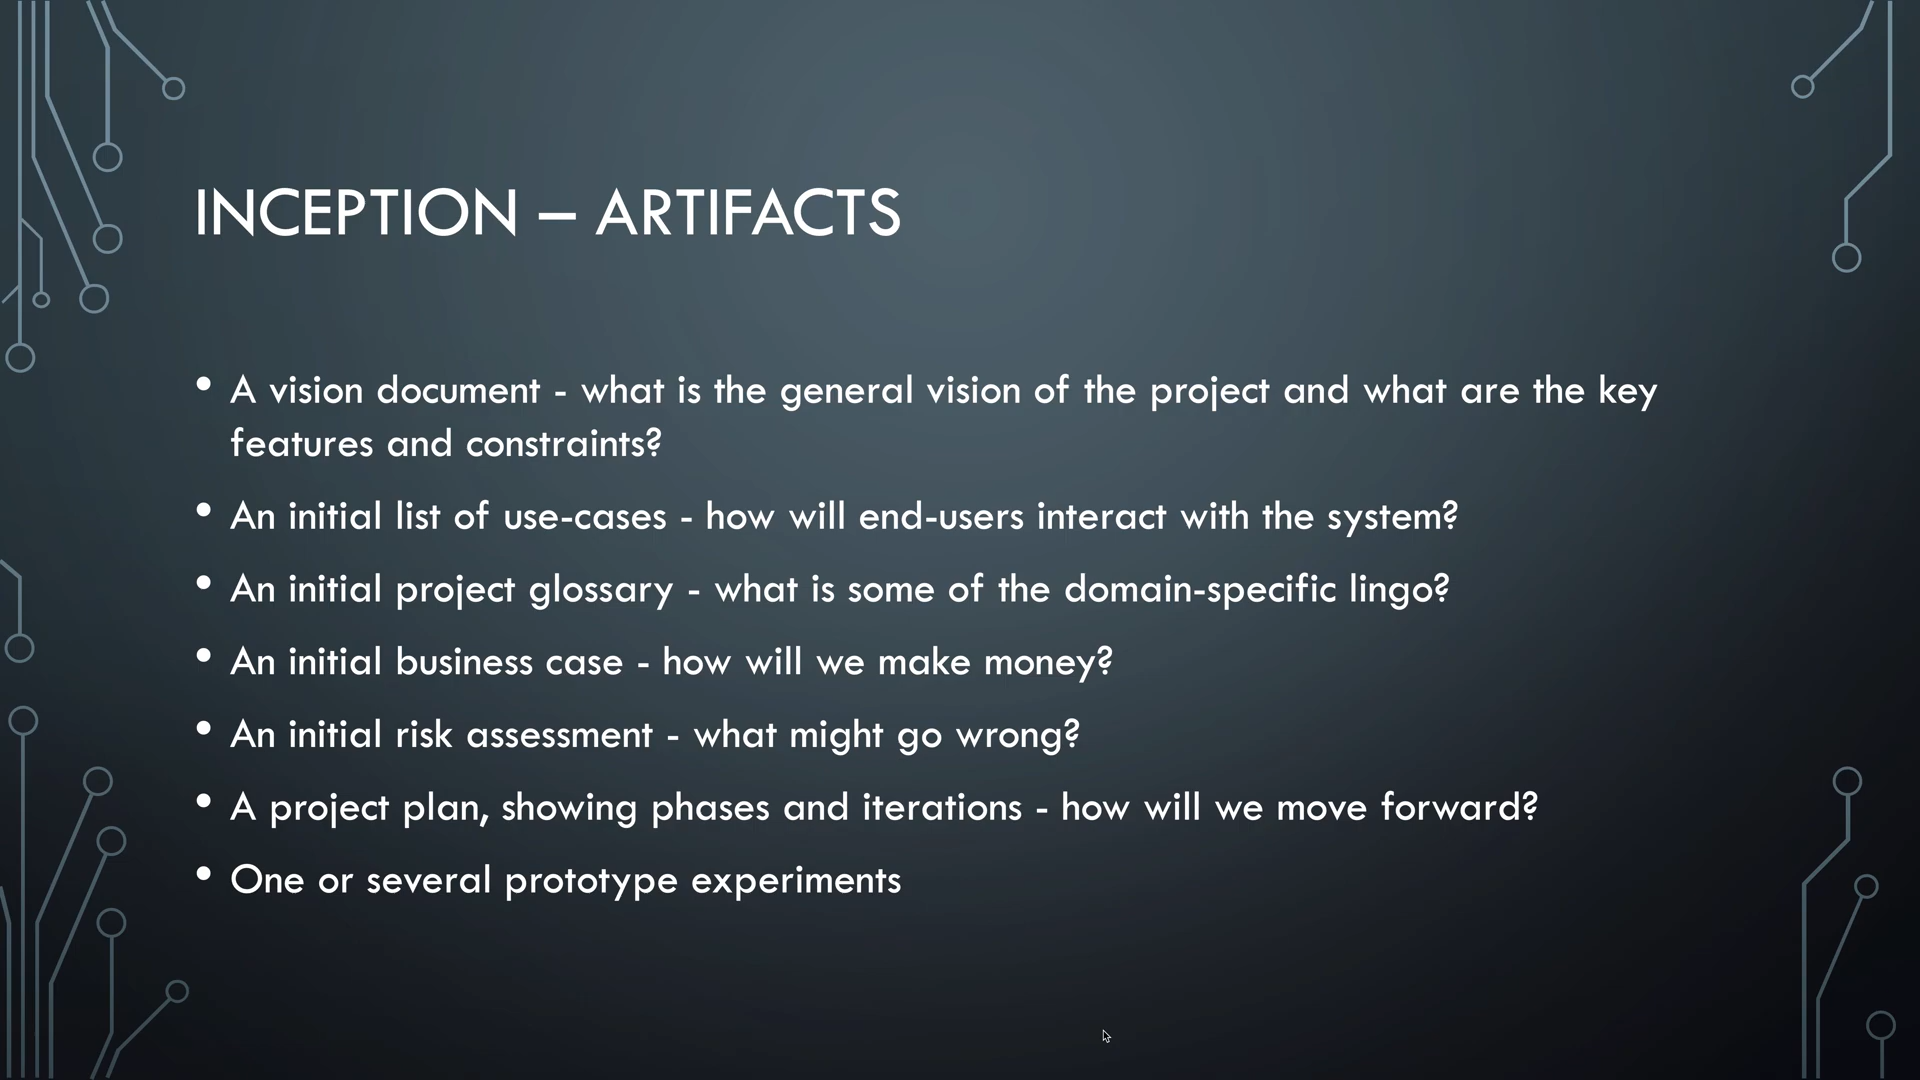 INCEPTION – ARTIFACTS
• A vision document - what is the general vision of the project and what are the key
features and constraints?
• An initial list of use-cases - how will end-users interact with the system?
• An initial project glossary - what is some of the domain-specific lingo?
• An initial business case - how will we make money?
• An initial risk assessment - what might go wrong?
• A project plan, showing phases and iterations - how will we move forward?
• One or several prototype experiments